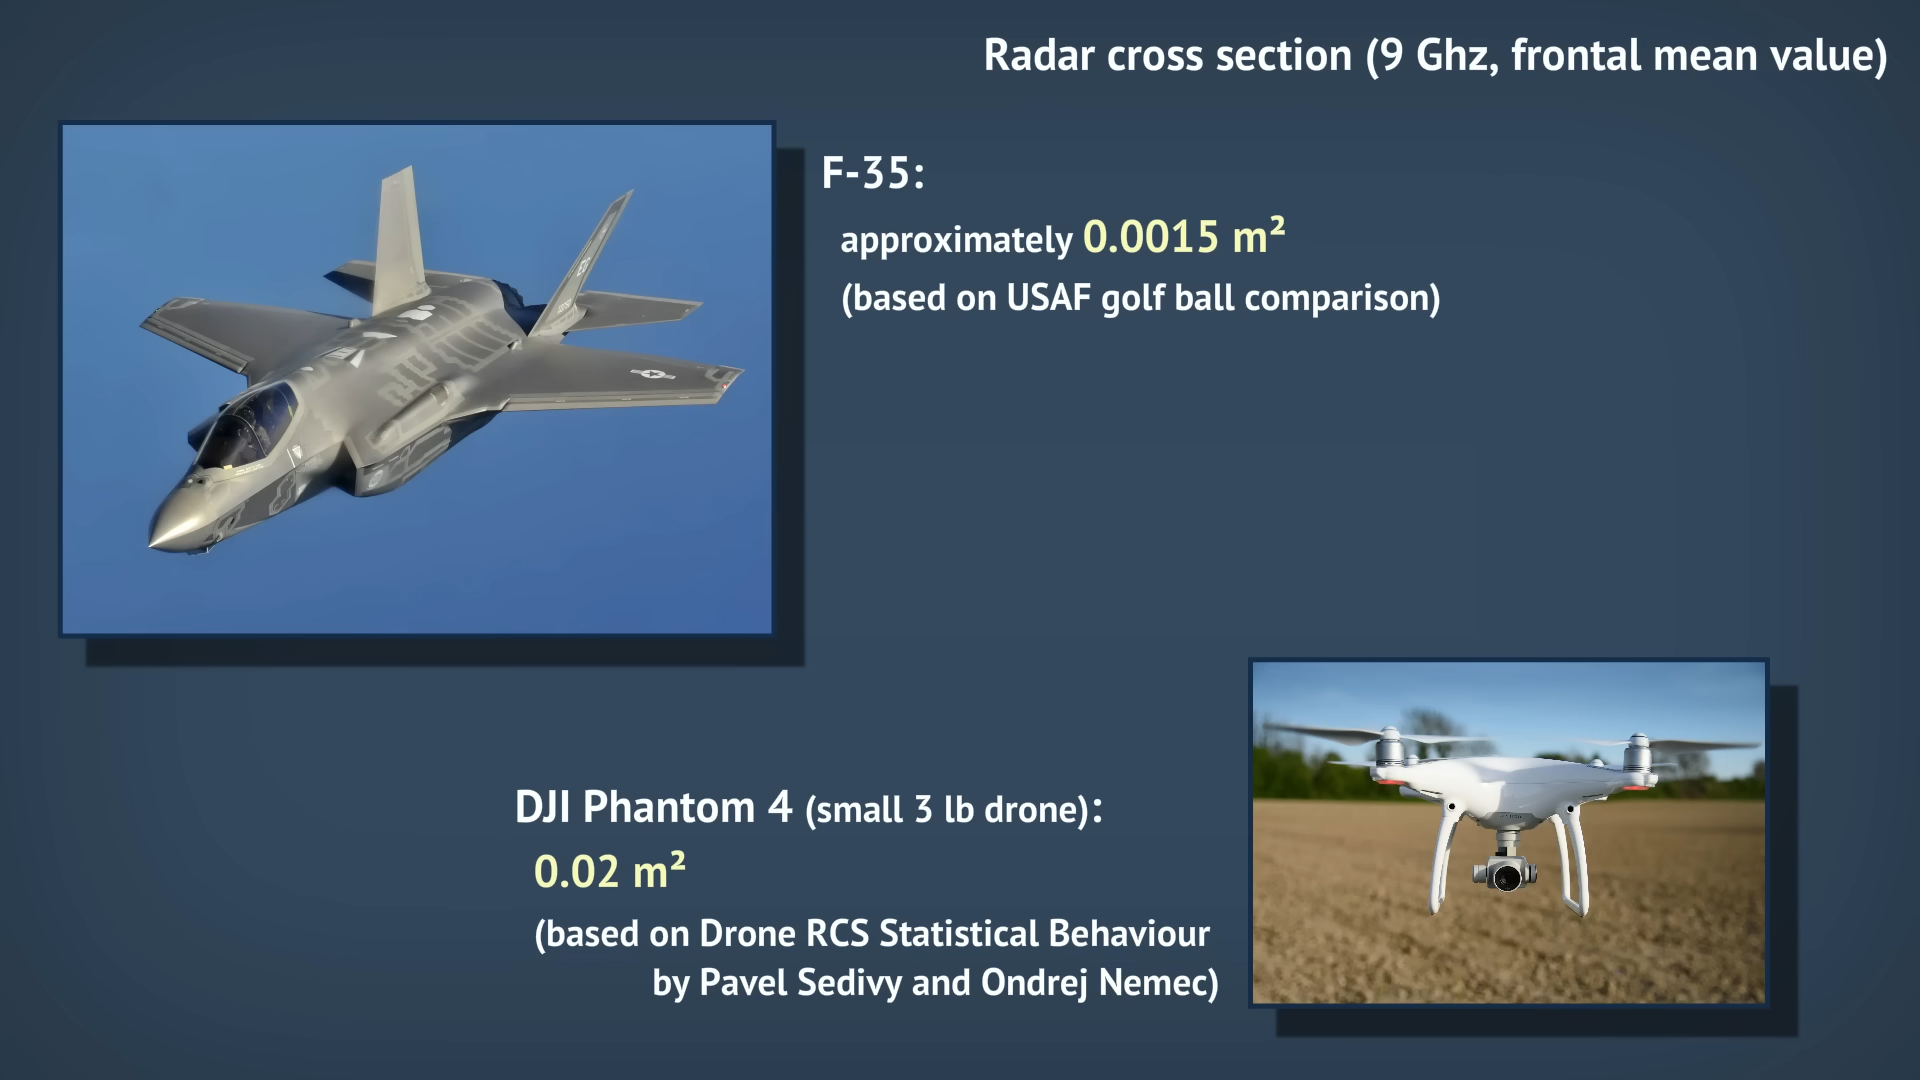 Radar cross section (9 Ghz, frontal mean value)
F-35:
approximately 0.0015 m²
(based on USAF golf ball comparison)
DJI Phantom 4 (small 3 lb drone):
0.02 m²
(based on Drone RCS Statistical Behaviour
by Pavel Sedivy and Ondrej Nemec)